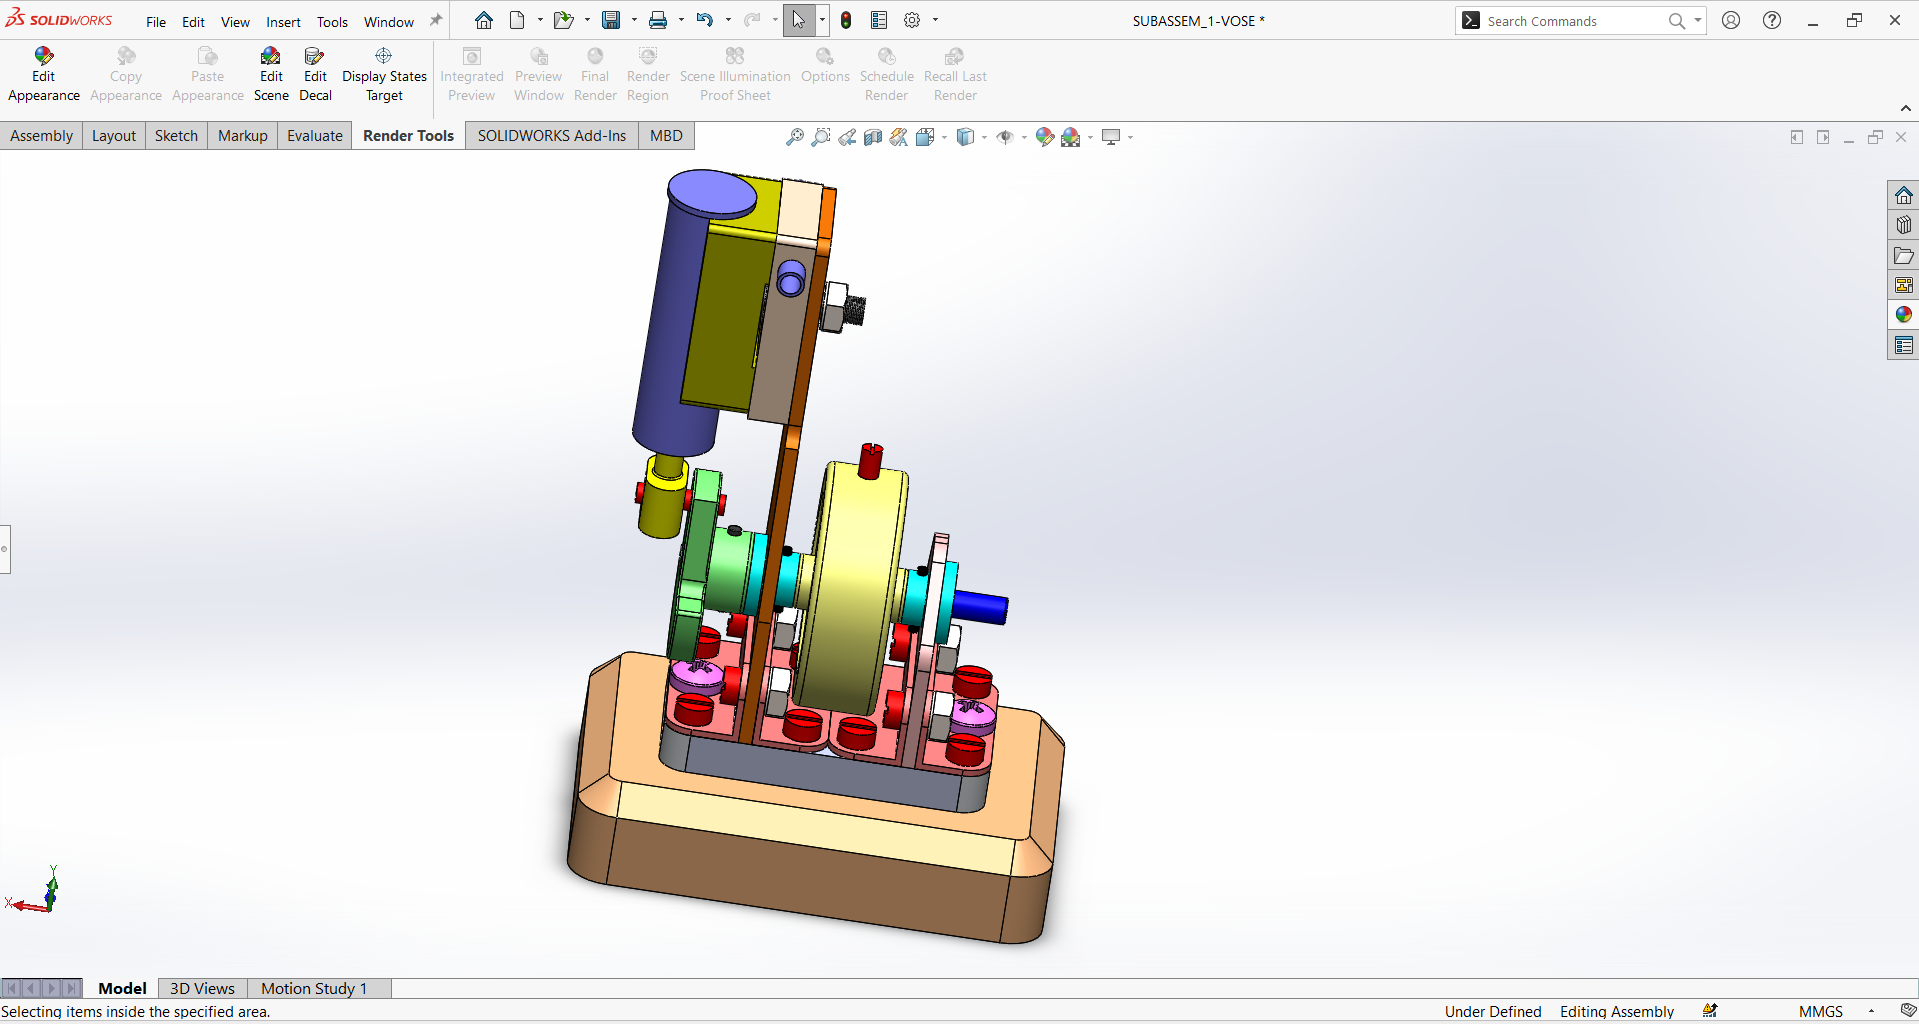 SOLIDWORKS File Edit View Insert Tools Window SUBASSEM_1-VOSE * Search Commands
Edit Appearance
Copy Appearance
Paste Appearance
Edit Scene
Edit Decal
Display States Target
Integrated Preview
Preview Window
Final Render
Render Region
Scene Illumination Proof Sheet
Options
Schedule Render
Recall Last Render
Assembly Layout Sketch Markup Evaluate Render Tools SOLIDWORKS Add-Ins MBD
Y
X
Model 3D Views Motion Study 1
Selecting items inside the specified area. Under Defined Editing Assembly MMGS